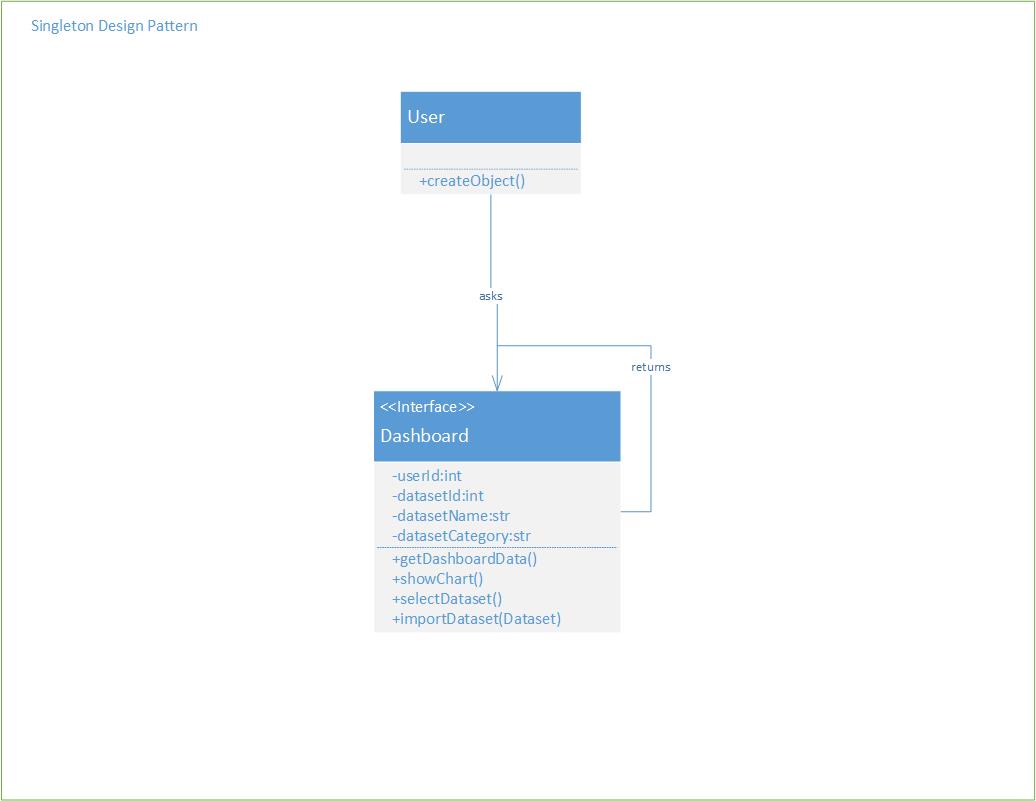 Singleton Design Pattern
User
+createObject()
asks
returns
<<Interface>>
Dashboard
-userId:int
-datasetId:int
-datasetName:str
-datasetCategory:str
+getDashboardData()
+showChart()
+selectDataset()
+importDataset(Dataset)